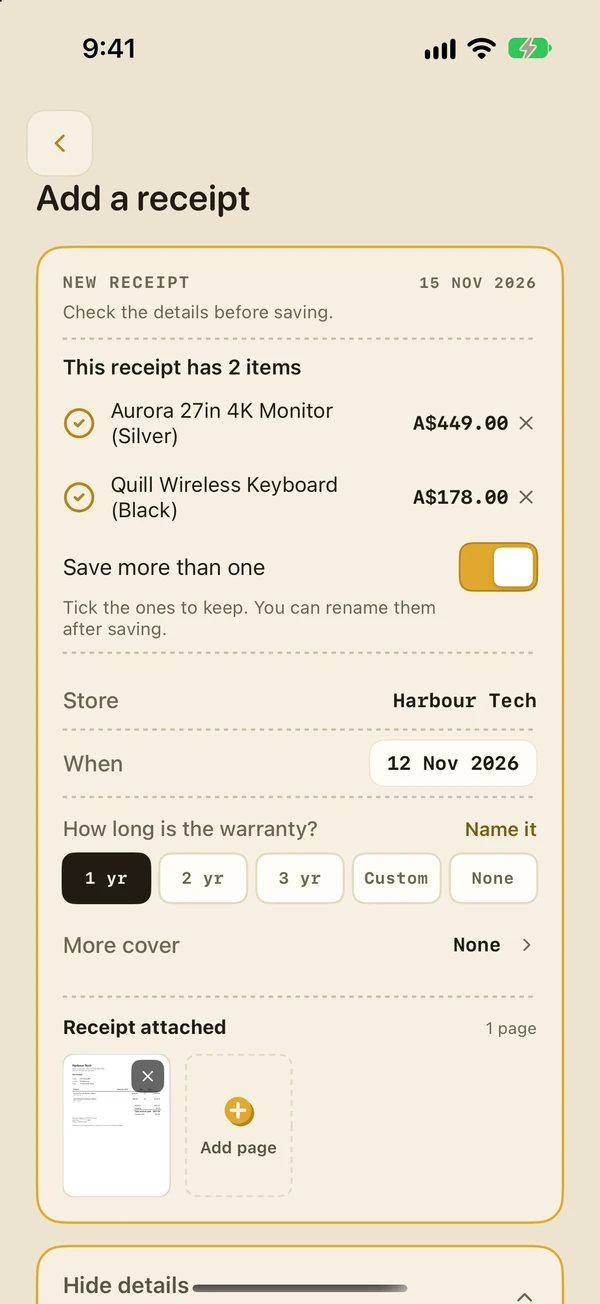 9:41
Add a receipt
NEW RECEIPT 15 NOV 2026
Check the details before saving.
This receipt has 2 items
Aurora 27in 4K Monitor
(Silver)
A$449.00
Quill Wireless Keyboard
(Black)
A$178.00
Save more than one
Tick the ones to keep. You can rename them
after saving.
Store Harbour Tech
When 12 Nov 2026
How long is the warranty? Name it
1 yr 2 yr 3 yr Custom None
More cover None
Receipt attached 1 page
Harbour Tech
Add page
Hide details